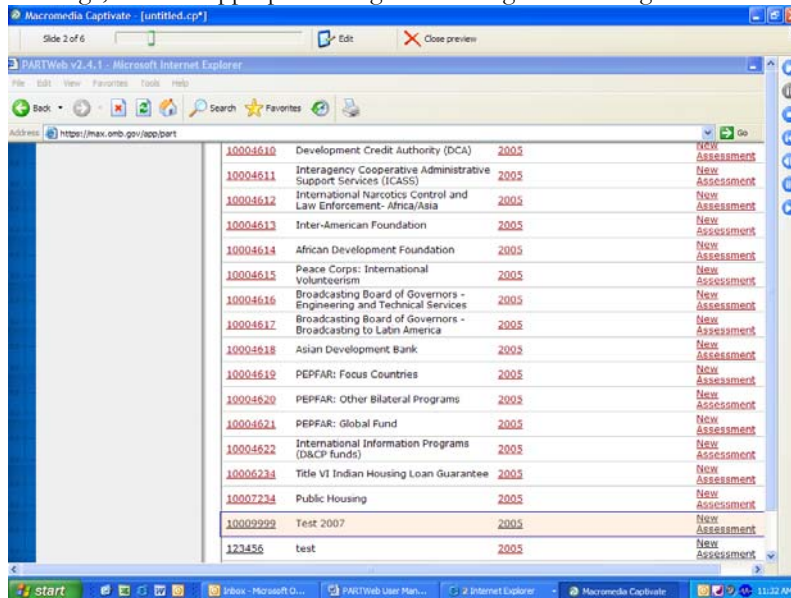 Macromedia Captivate - [untitled.cp*]
Slide 2 of 6 Edit Close preview
PARTWeb v2.4.1 - Microsoft Internet Explorer
File Edit View Favorites Tools Help
Back Search Favorites
Address https://max.omb.gov/app/part Go
10004610 Development Credit Authority (DCA) 2005 New Assessment
10004611 Interagency Cooperative Administrative Support Services (ICASS) 2005 New Assessment
10004612 International Narcotics Control and Law Enforcement- Africa/Asia 2005 New Assessment
10004613 Inter-American Foundation 2005 New Assessment
10004614 African Development Foundation 2005 New Assessment
10004615 Peace Corps: International Volunteerism 2005 New Assessment
10004616 Broadcasting Board of Governors - Engineering and Technical Services 2005 New Assessment
10004617 Broadcasting Board of Governors - Broadcasting to Latin America 2005 New Assessment
10004618 Asian Development Bank 2005 New Assessment
10004619 PEPFAR: Focus Countries 2005 New Assessment
10004620 PEPFAR: Other Bilateral Programs 2005 New Assessment
10004621 PEPFAR: Global Fund 2005 New Assessment
10004622 International Information Programs (D&CP funds) 2005 New Assessment
10006234 Title VI Indian Housing Loan Guarantee 2005 New Assessment
10007234 Public Housing 2005 New Assessment
10009999 Test 2007 2005 New Assessment
123456 test 2005 New Assessment
start Inbox - Microsoft O... PARTWeb User Man... 2 Internet Explorer Macromedia Captivate 11:32 AM